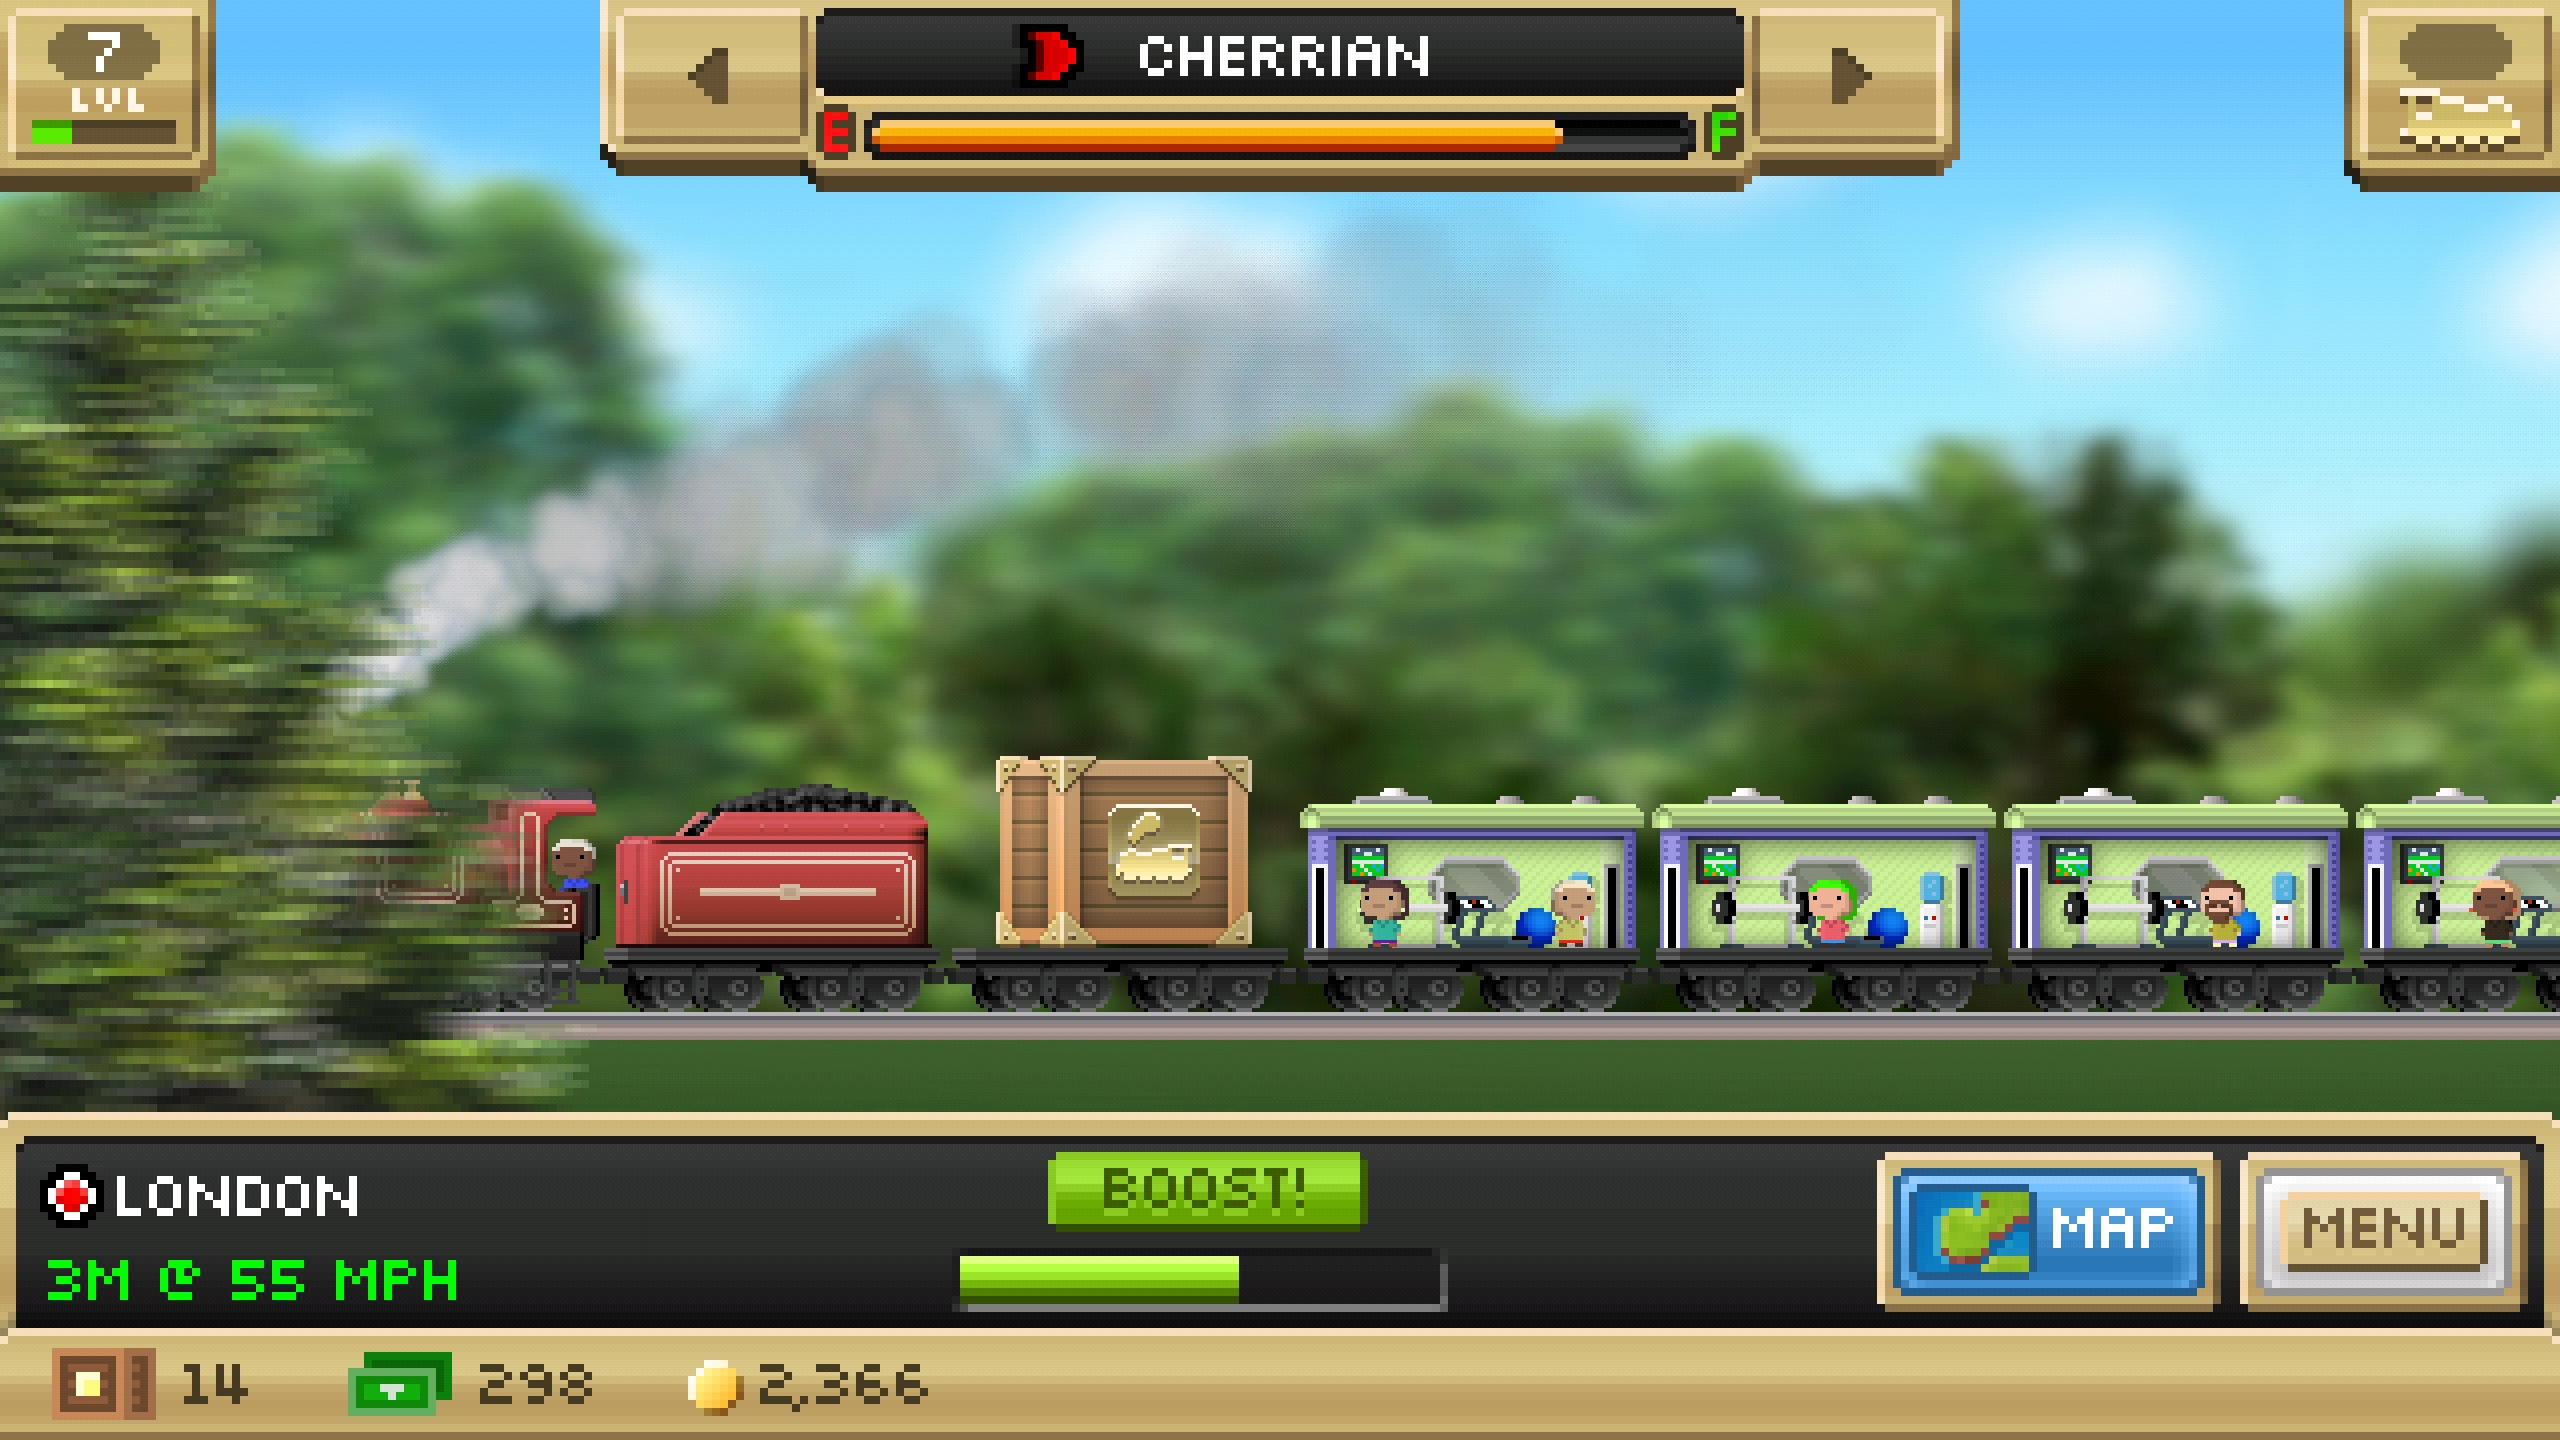 7
LVL
CHERRIAN
E F
LONDON
BOOST!
3M @ 55 MPH
MAP
MENU
14 298 2,366